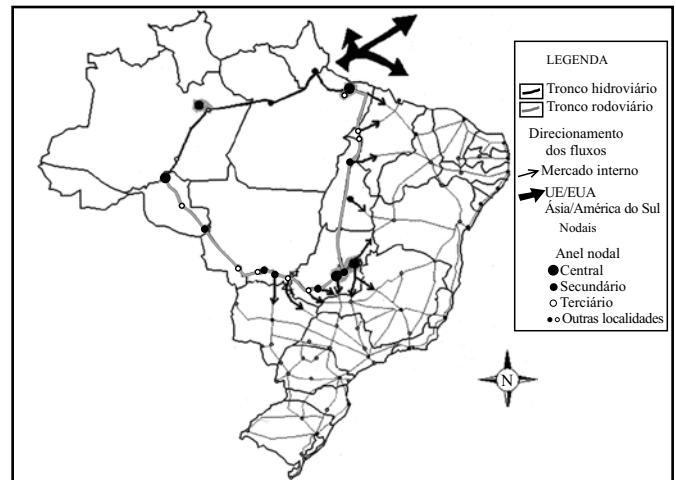 LEGENDA
Tronco hidroviário
Tronco rodoviário
Direcionamento
dos fluxos
Mercado interno
UE/EUA
Ásia/América do Sul
Nodais
Anel nodal
Central
Secundário
Terciário
Outras localidades
N